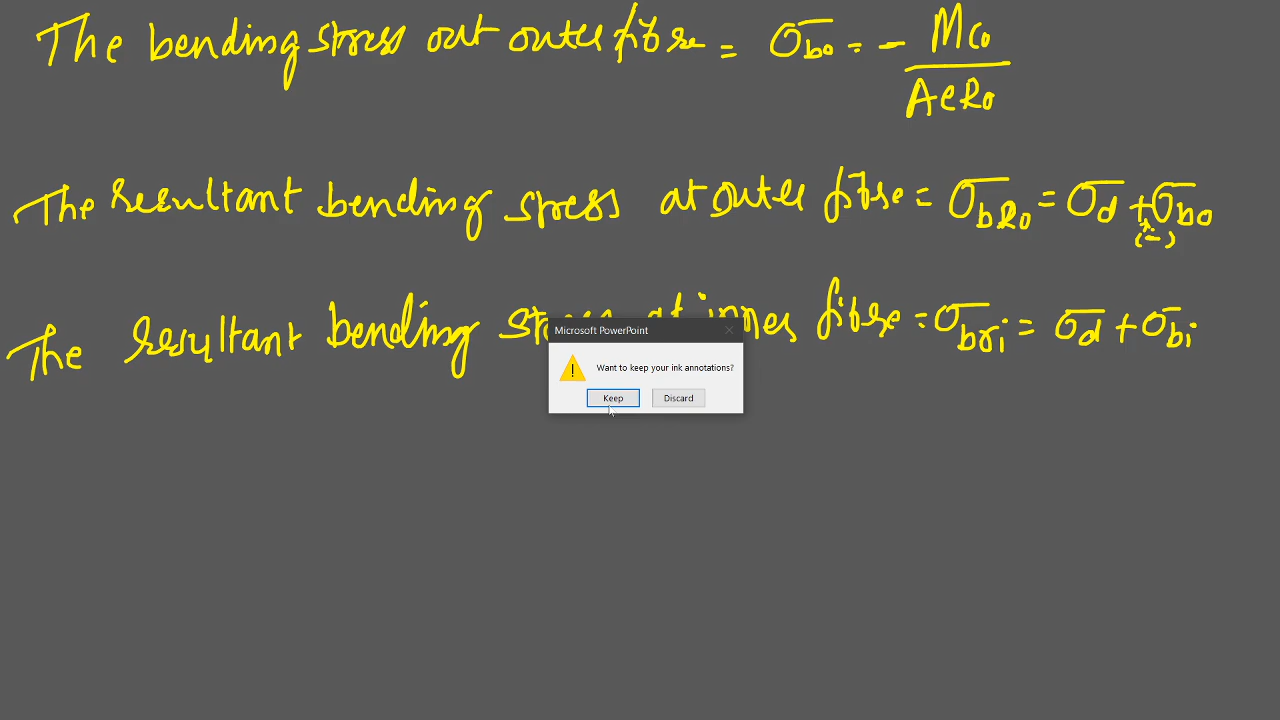 The bending stress out outer fibre = σbo = - Mco / AeRo
The resultant bending stress at outer fibre = σbRo = σd + σbo
(-)
The resultant bending stress at inner fibre = σbri = σd + σbi
Microsoft PowerPoint
Want to keep your ink annotations?
Keep Discard